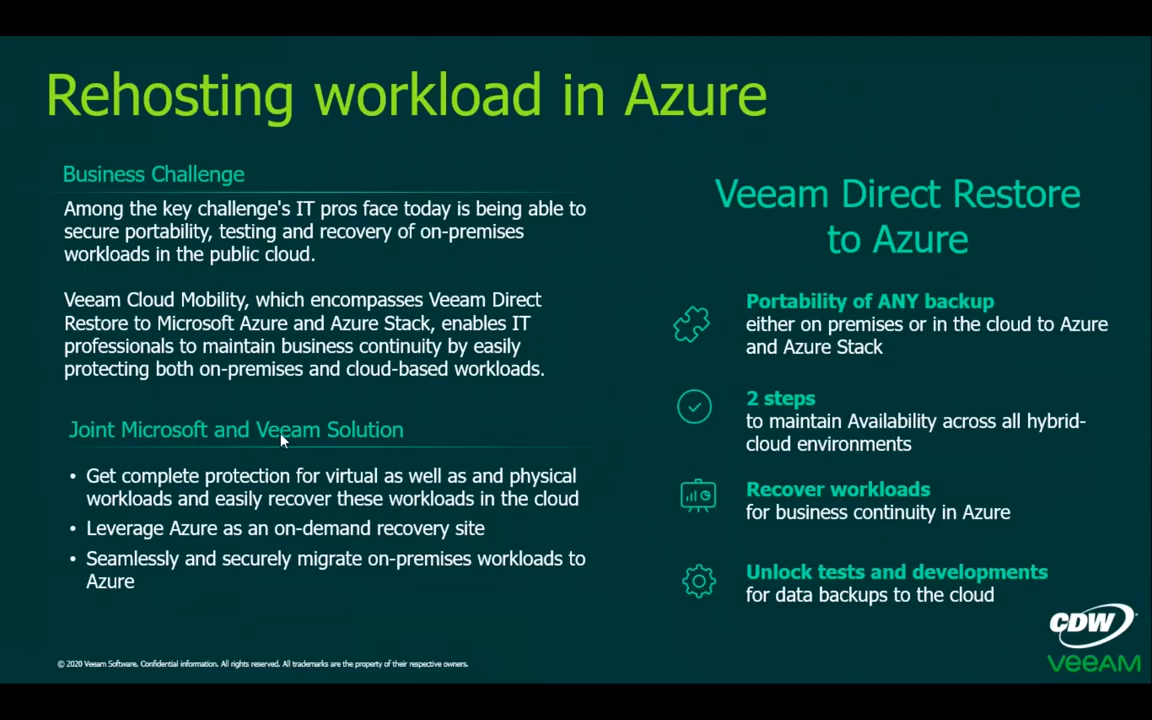 Rehosting workload in Azure
Business Challenge
Among the key challenge's IT pros face today is being able to
secure portability, testing and recovery of on-premises
workloads in the public cloud.
Veeam Cloud Mobility, which encompasses Veeam Direct
Restore to Microsoft Azure and Azure Stack, enables IT
professionals to maintain business continuity by easily
protecting both on-premises and cloud-based workloads.
Joint Microsoft and Veeam Solution
• Get complete protection for virtual as well as and physical
workloads and easily recover these workloads in the cloud
• Leverage Azure as an on-demand recovery site
• Seamlessly and securely migrate on-premises workloads to
Azure
Veeam Direct Restore
to Azure
Portability of ANY backup
either on premises or in the cloud to Azure
and Azure Stack
2 steps
to maintain Availability across all hybrid-
cloud environments
Recover workloads
for business continuity in Azure
Unlock tests and developments
for data backups to the cloud
CDW
VEEAM
© 2020 Veeam Software. Confidential information. All rights reserved. All trademarks are the property of their respective owners.